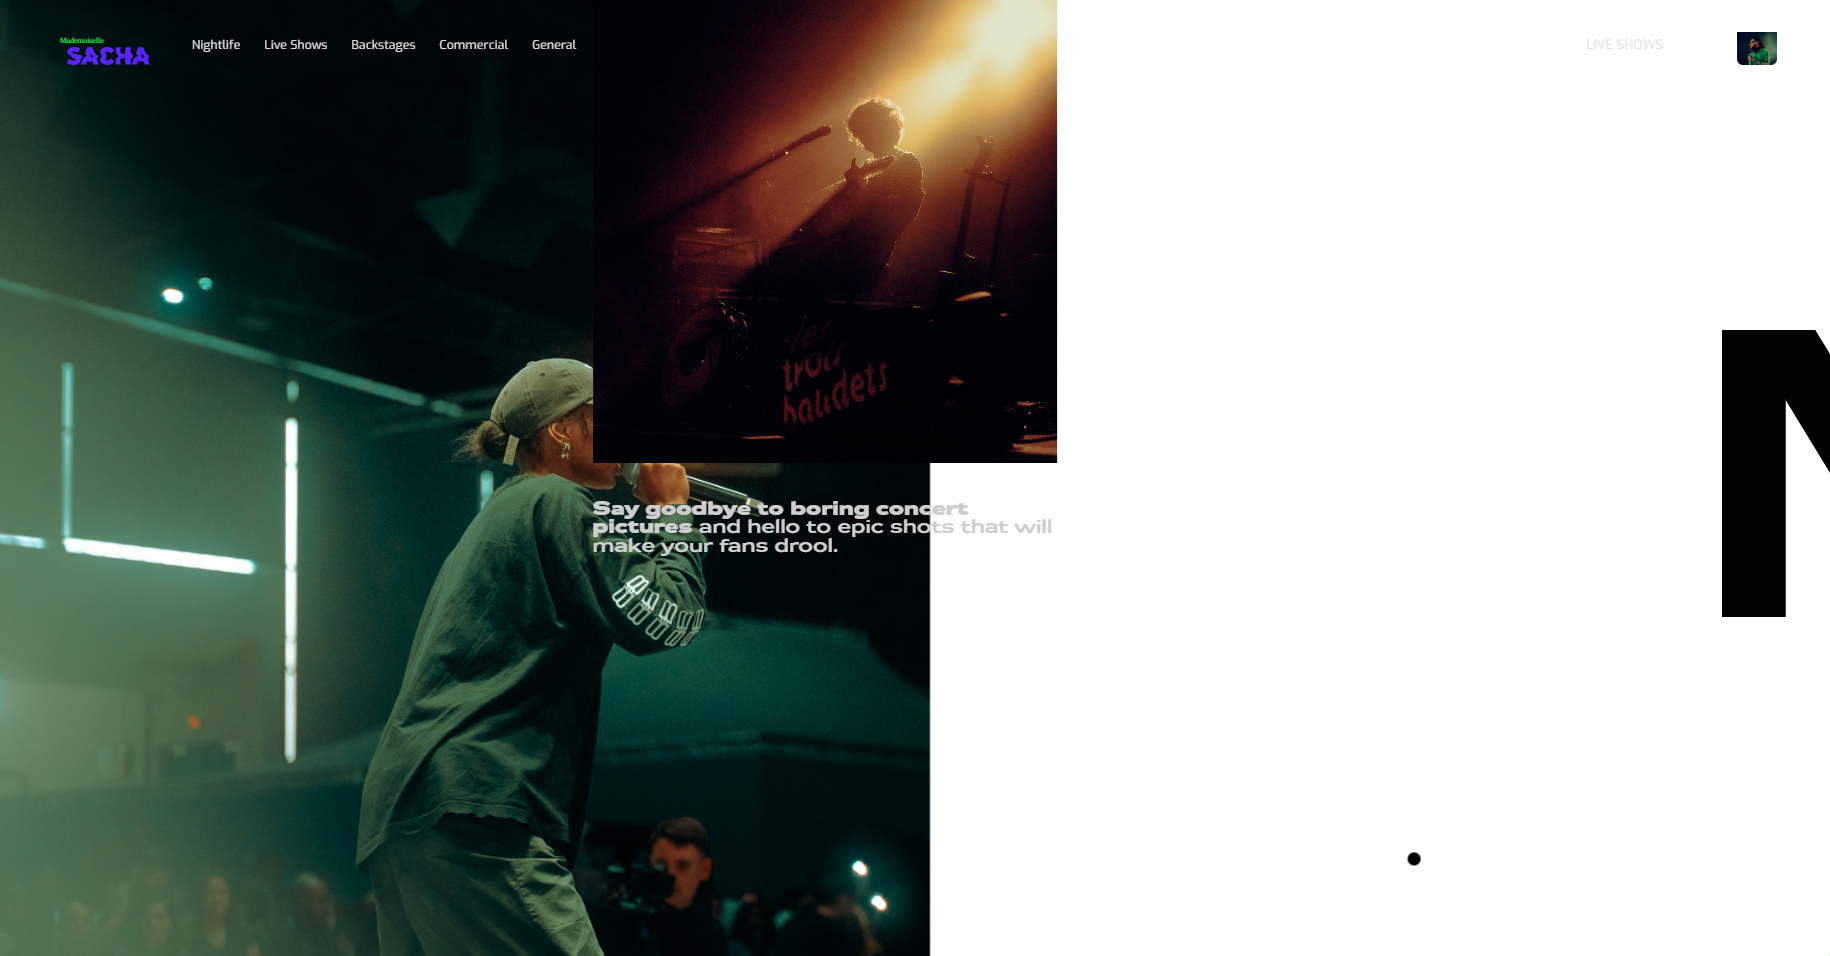 Mademoiselle
SACHA
Nightlife
Live Shows
Backstages
Commercial
General
LIVE SHOWS
les
trois
baudets
Say goodbye to boring concert
pictures and hello to epic shots that will
make your fans drool.